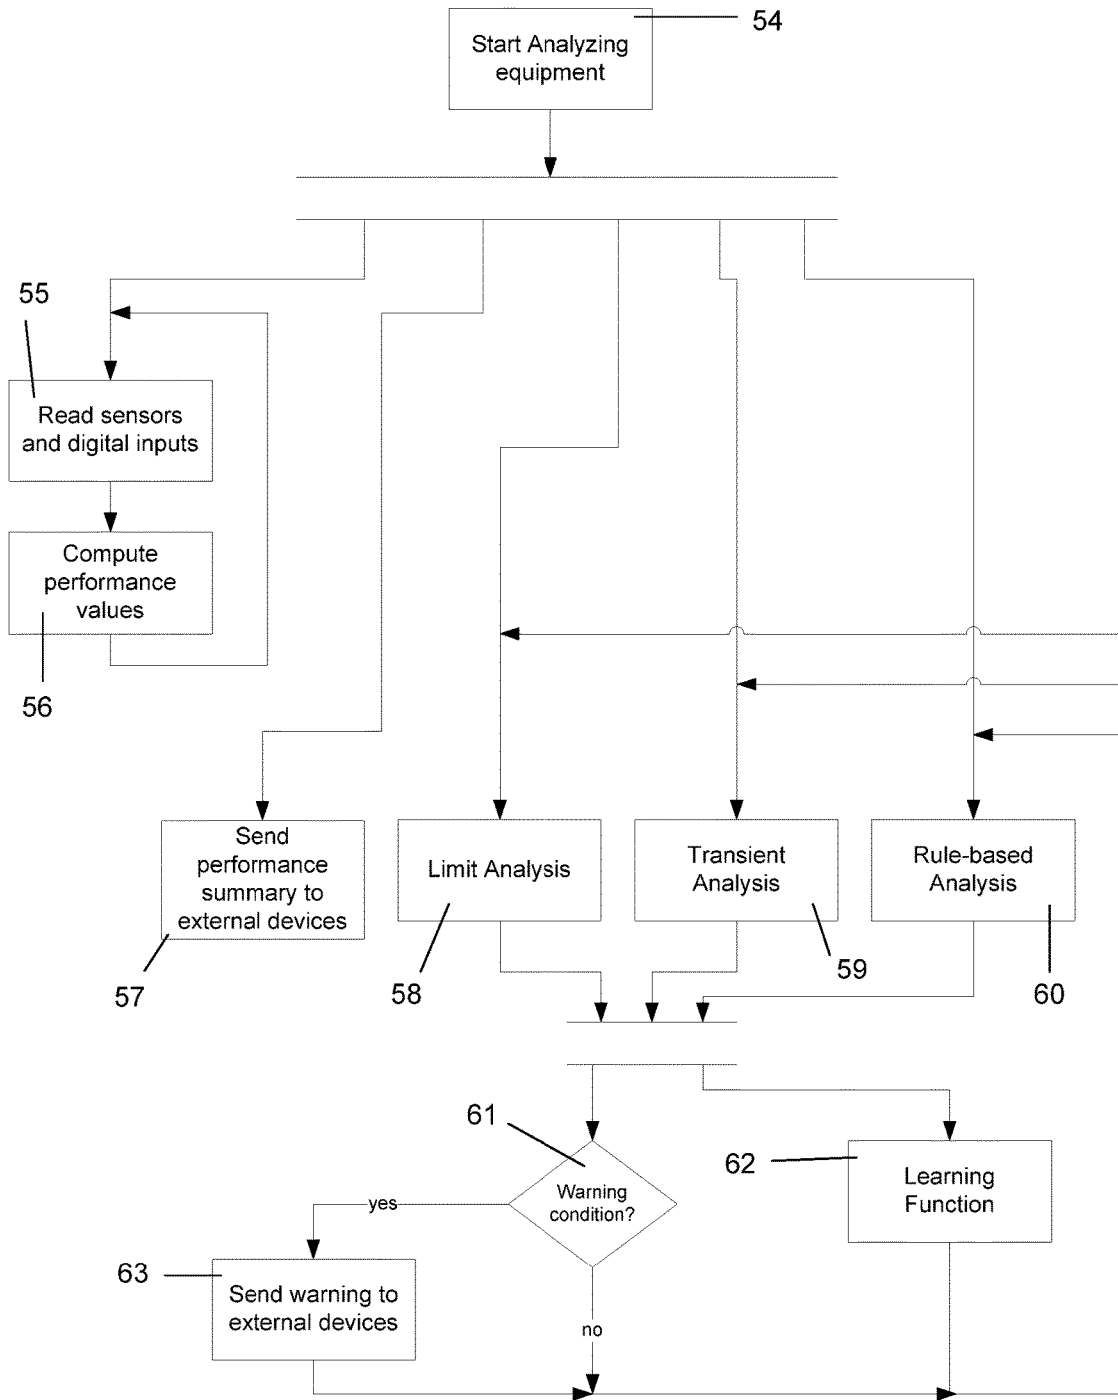 54
Start Analyzing
equipment
55
Read sensors
and digital inputs
Compute
performance
values
56
Send
performance
summary to
external devices
57
Limit Analysis
58
Transient
Analysis
59
Rule-based
Analysis
60
61
Warning
condition?
yes
no
62
Learning
Function
63
Send warning to
external devices